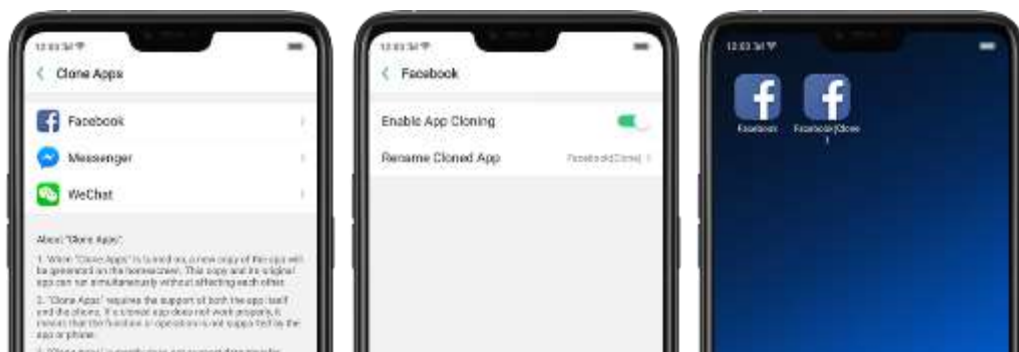 12:03
Clone Apps
Facebook
Messenger
WeChat
About "Clone Apps":
1. When "Clone Apps" is turned on, a new copy of the app will
be generated on the homescreen. This copy and its original
app can run simultaneously without affecting each other.
2. "Clone Apps" requires the support of both the app itself
and the phone. If a cloned app does not work properly, it
means that the function or operation is not supported by the
app or phone.
12:03
Facebook
Enable App Cloning
Rename Cloned App
Facebook(Clone)
12:03
Facebook
Facebook(Clone
)